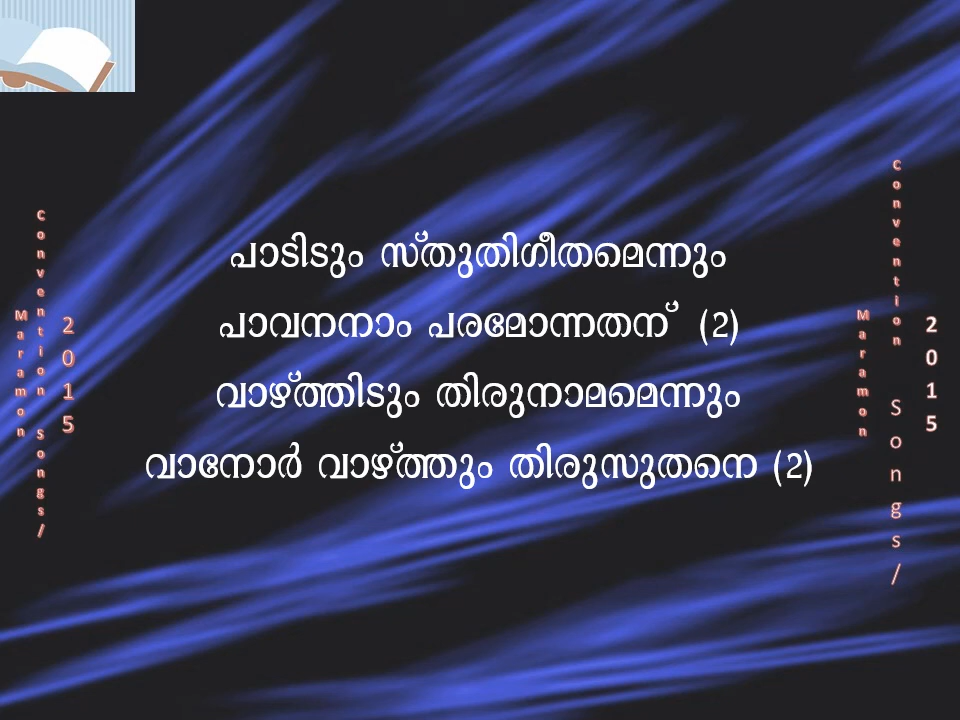 Maramon convention Songs/ 2015
പാടിടും സ്തുതിഗീതമെന്നും
പാവനനാം പരമോന്നതന് (2)
വാഴ്ത്തിടും തിരുനാമമെന്നും
വാനോർ വാഴ്ത്തും തിരുസുതനെ (2)
Maramon convention Songs/ 2015